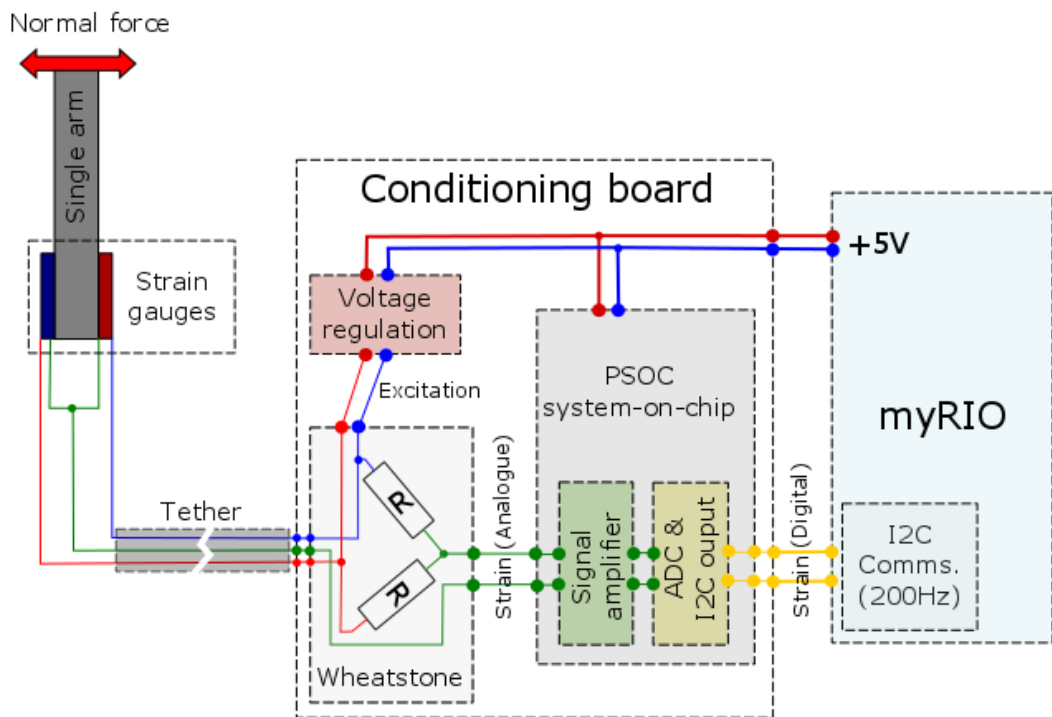 Normal force
Single arm
Strain
gauges
Tether
Conditioning board
Voltage
regulation
Excitation
R
R
Wheatstone
Strain (Analogue)
PSOC
system-on-chip
Signal
amplifier
ADC &
I2C ouput
Strain (Digital)
+5V
myRIO
I2C
Comms.
(200Hz)